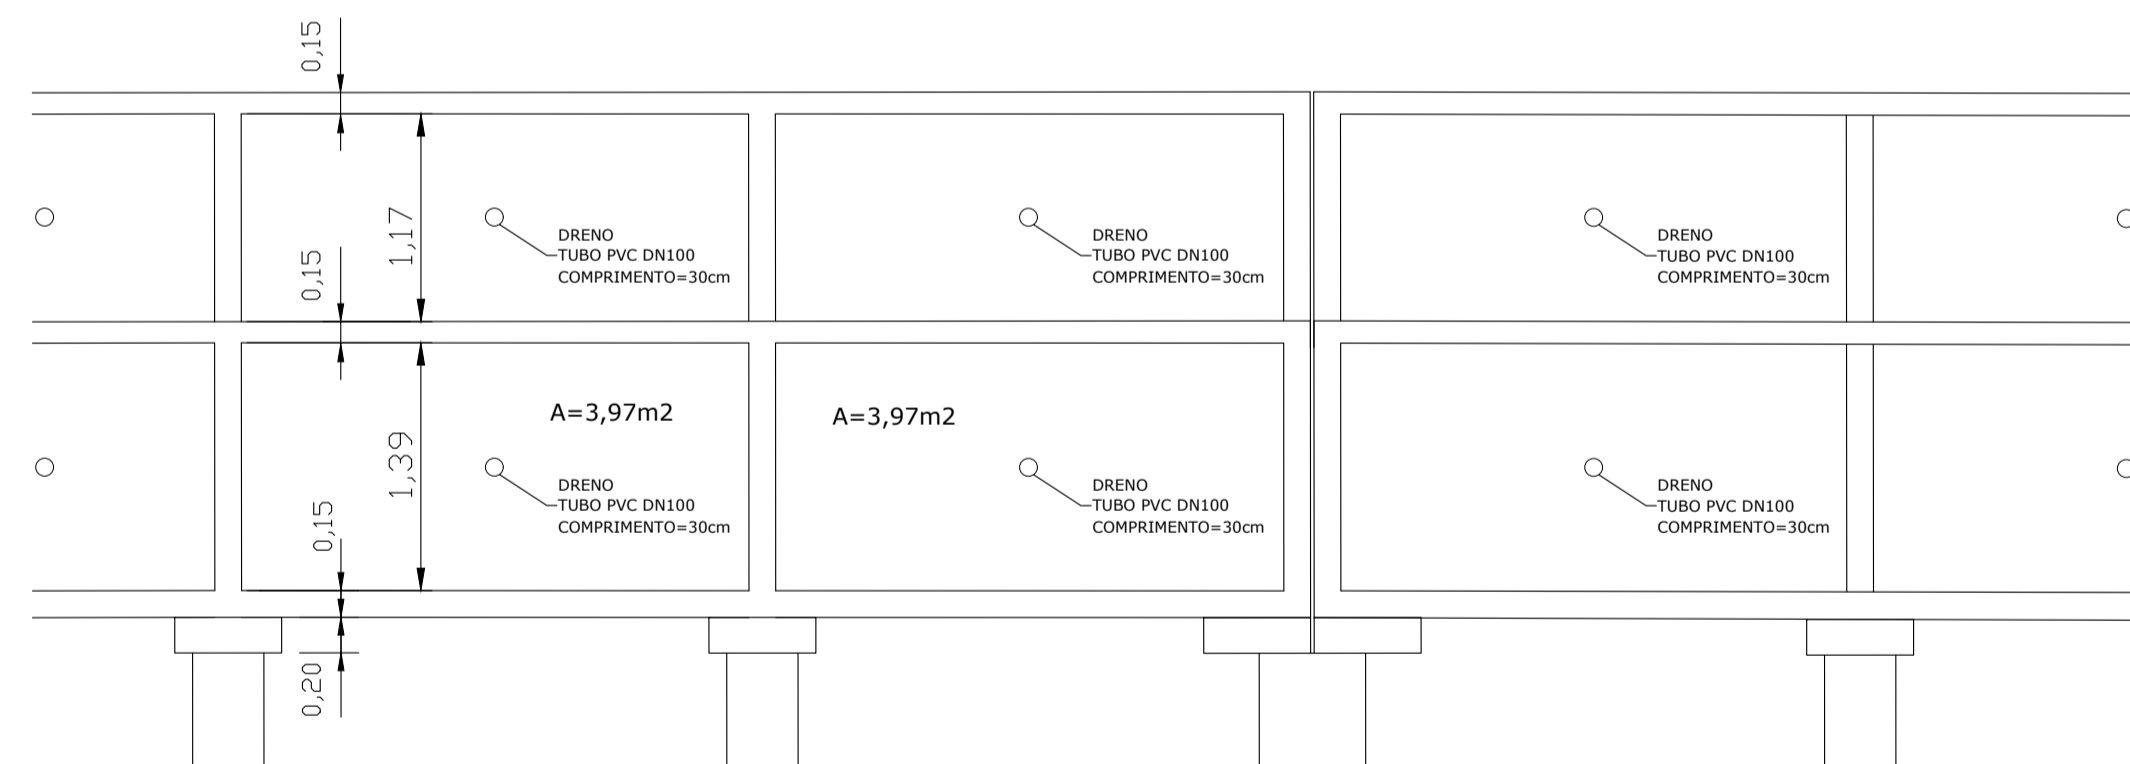 0,15
1,17
DRENO
TUBO PVC DN100
COMPRIMENTO=30cm
DRENO
TUBO PVC DN100
COMPRIMENTO=30cm
DRENO
TUBO PVC DN100
COMPRIMENTO=30cm
0,15
A=3,97m2
A=3,97m2
1,39
DRENO
TUBO PVC DN100
COMPRIMENTO=30cm
DRENO
TUBO PVC DN100
COMPRIMENTO=30cm
DRENO
TUBO PVC DN100
COMPRIMENTO=30cm
0,15
0,20